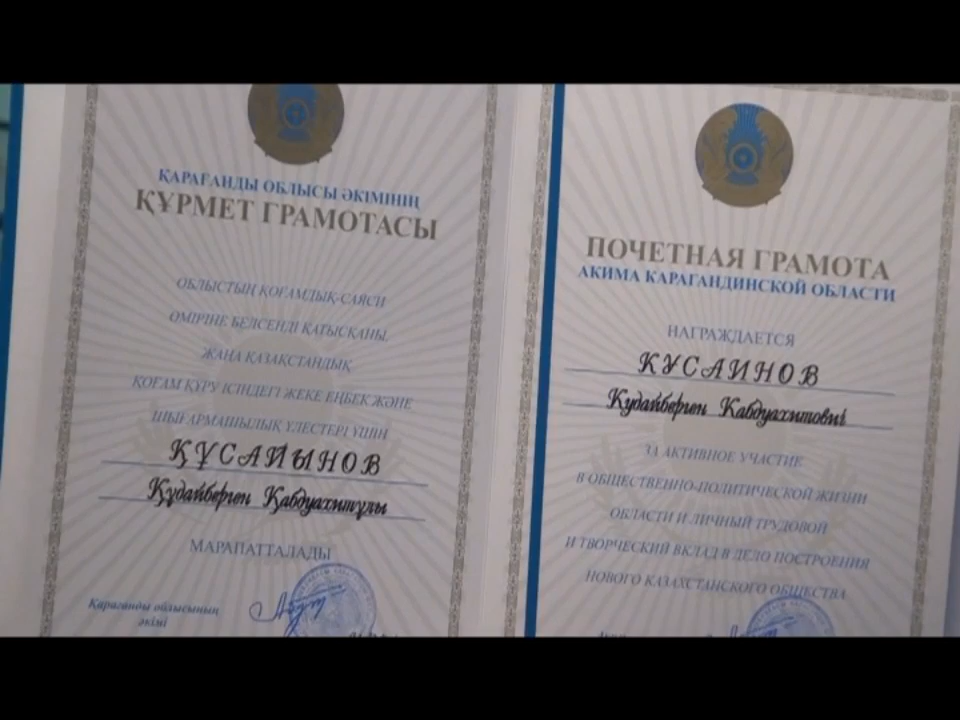 ҚАРАҒАНДЫ ОБЛЫСЫ ӘКІМІНІҢ
ҚҰРМЕТ ГРАМОТАСЫ
ОБЛЫСТЫҢ ҚОҒАМДЫҚ-САЯСИ
ӨМІРІНЕ БЕЛСЕНДІ ҚАТЫСҚАНЫ,
ЖАҢА ҚАЗАҚСТАНДЫҚ
ҚОҒАМ ҚҰРУ ІСІНДЕГІ ЖЕКЕ ЕҢБЕК ЖӘНЕ
ШЫҒАРМАШЫЛЫҚ ҮЛЕСТЕРІ ҮШІН
ҚҰСАЙЫНОВ
Құдайберген Қабдуахитұлы
МАРАПАТТАЛАДЫ
Қарағанды облысының
әкімі
ПОЧЕТНАЯ ГРАМОТА
АКИМА КАРАГАНДИНСКОЙ ОБЛАСТИ
НАГРАЖДАЕТСЯ
КУСАИНОВ
Кудайберген Кабдуахитович
ЗА АКТИВНОЕ УЧАСТИЕ
В ОБЩЕСТВЕННО-ПОЛИТИЧЕСКОЙ ЖИЗНИ
ОБЛАСТИ И ЛИЧНЫЙ ТРУДОВОЙ
И ТВОРЧЕСКИЙ ВКЛАД В ДЕЛО ПОСТРОЕНИЯ
НОВОГО КАЗАХСТАНСКОГО ОБЩЕСТВА